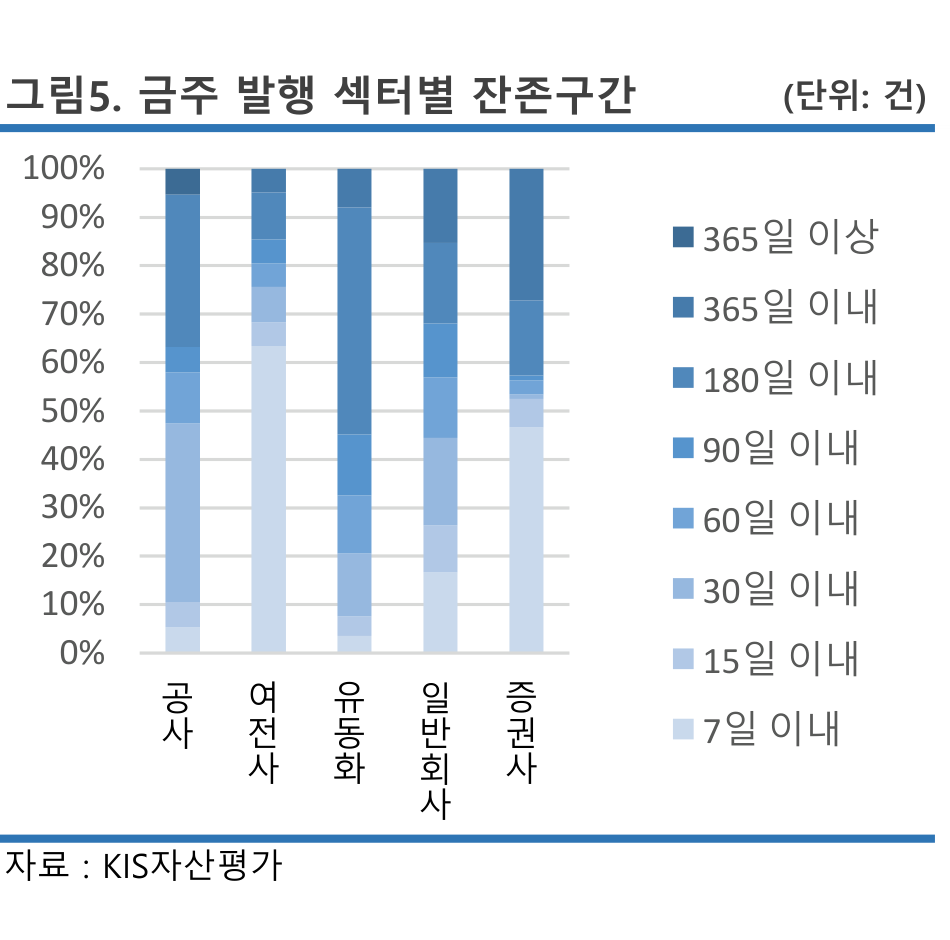 그림5. 금주 발행 섹터별 잔존구간 (단위: 건)
100%
90%
80%
70%
60%
50%
40%
30%
20%
10%
0%
공사
여전사
유동화
일반회사
증권사
365일 이상
365일 이내
180일 이내
90일 이내
60일 이내
30일 이내
15일 이내
7일 이내
자료 : KIS자산평가